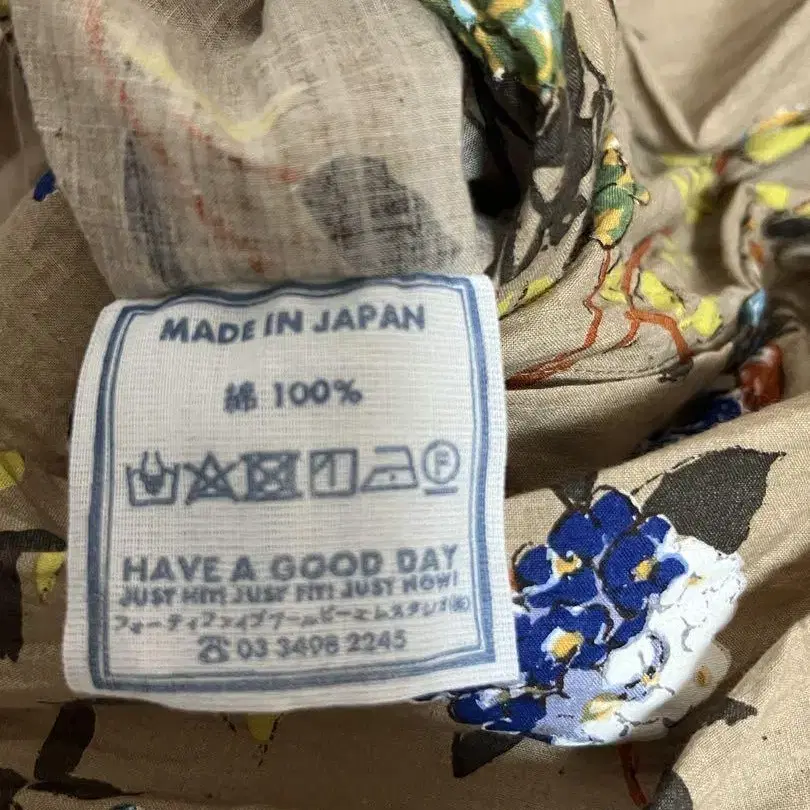 MADE IN JAPAN
綿 100%
HAVE A GOOD DAY
JUST HIT! JUST FIT! JUST NOW!
フォーティファイブアールピーエムスタジオ(株)
☎ 03 3498 2245